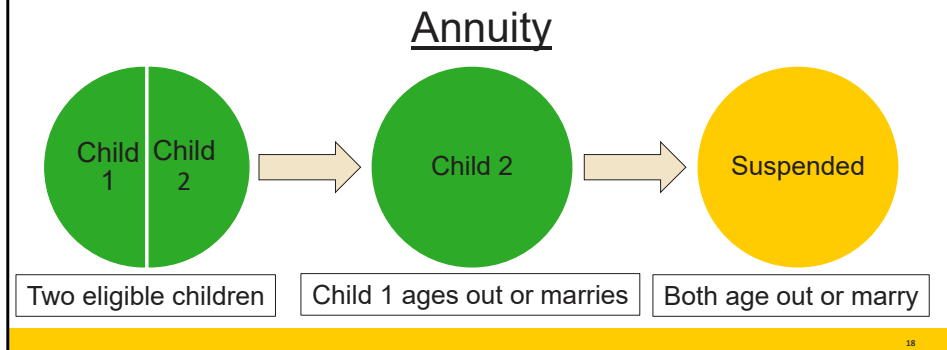 Annuity
Child
1
Child
2
Child 2
Suspended
Two eligible children
Child 1 ages out or marries
Both age out or marry
18